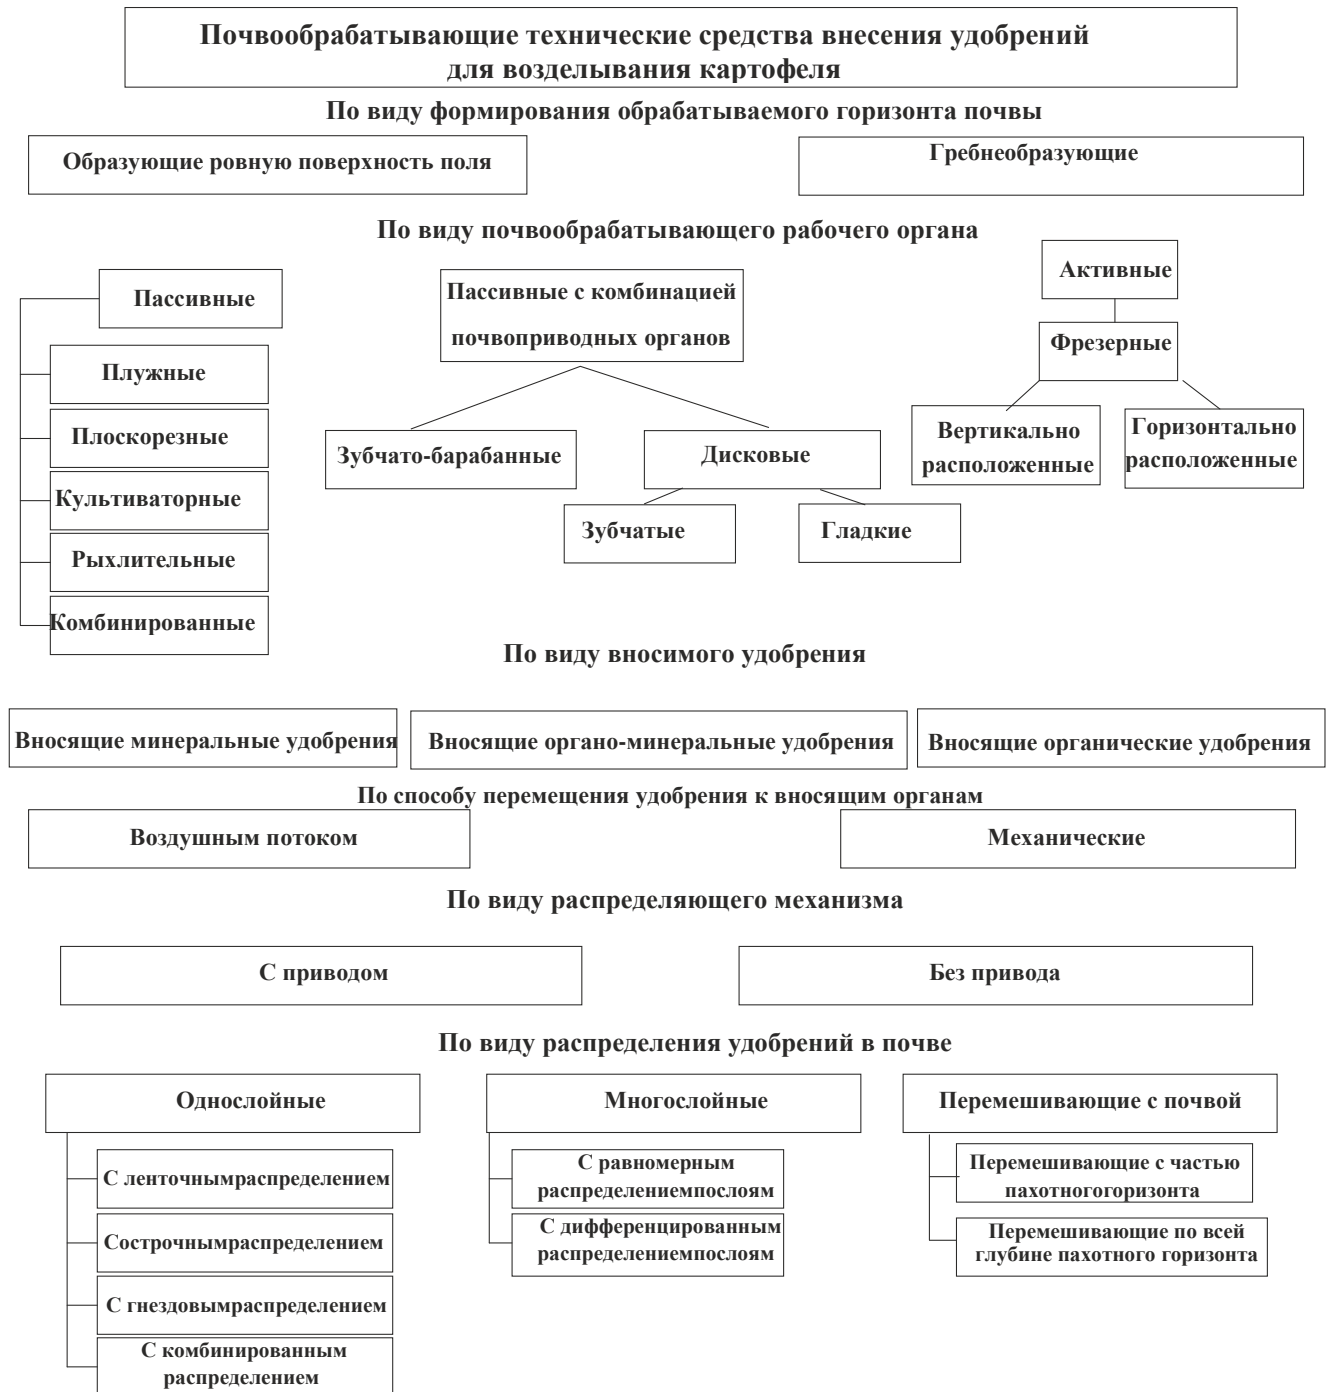 Почвообрабатывающие технические средства внесения удобрений
для возделывания картофеля
По виду формирования обрабатываемого горизонта почвы
Образующие ровную поверхность поля
Гребнеобразующие
По виду почвообрабатывающего рабочего органа
Пассивные
Плужные
Плоскорезные
Культиваторные
Рыхлительные
Комбинированные
Пассивные с комбинацией
почвоприводных органов
Зубчато-барабанные
Дисковые
Зубчатые
Гладкие
Активные
Фрезерные
Вертикально
расположенные
Горизонтально
расположенные
По виду вносимого удобрения
Вносящие минеральные удобрения
Вносящие органо-минеральные удобрения
Вносящие органические удобрения
По способу перемещения удобрения к вносящим органам
Воздушным потоком
Механические
По виду распределяющего механизма
С приводом
Без привода
По виду распределения удобрений в почве
Однослойные
С ленточнымраспределением
Сострочнымраспределением
С гнездовымраспределением
С комбинированным
распределением
Многослойные
С равномерным
распределениемпослоям
С дифференцированным
распределениемпослоям
Перемешивающие с почвой
Перемешивающие с частью
пахотногогоризонта
Перемешивающие по всей
глубине пахотного горизонта